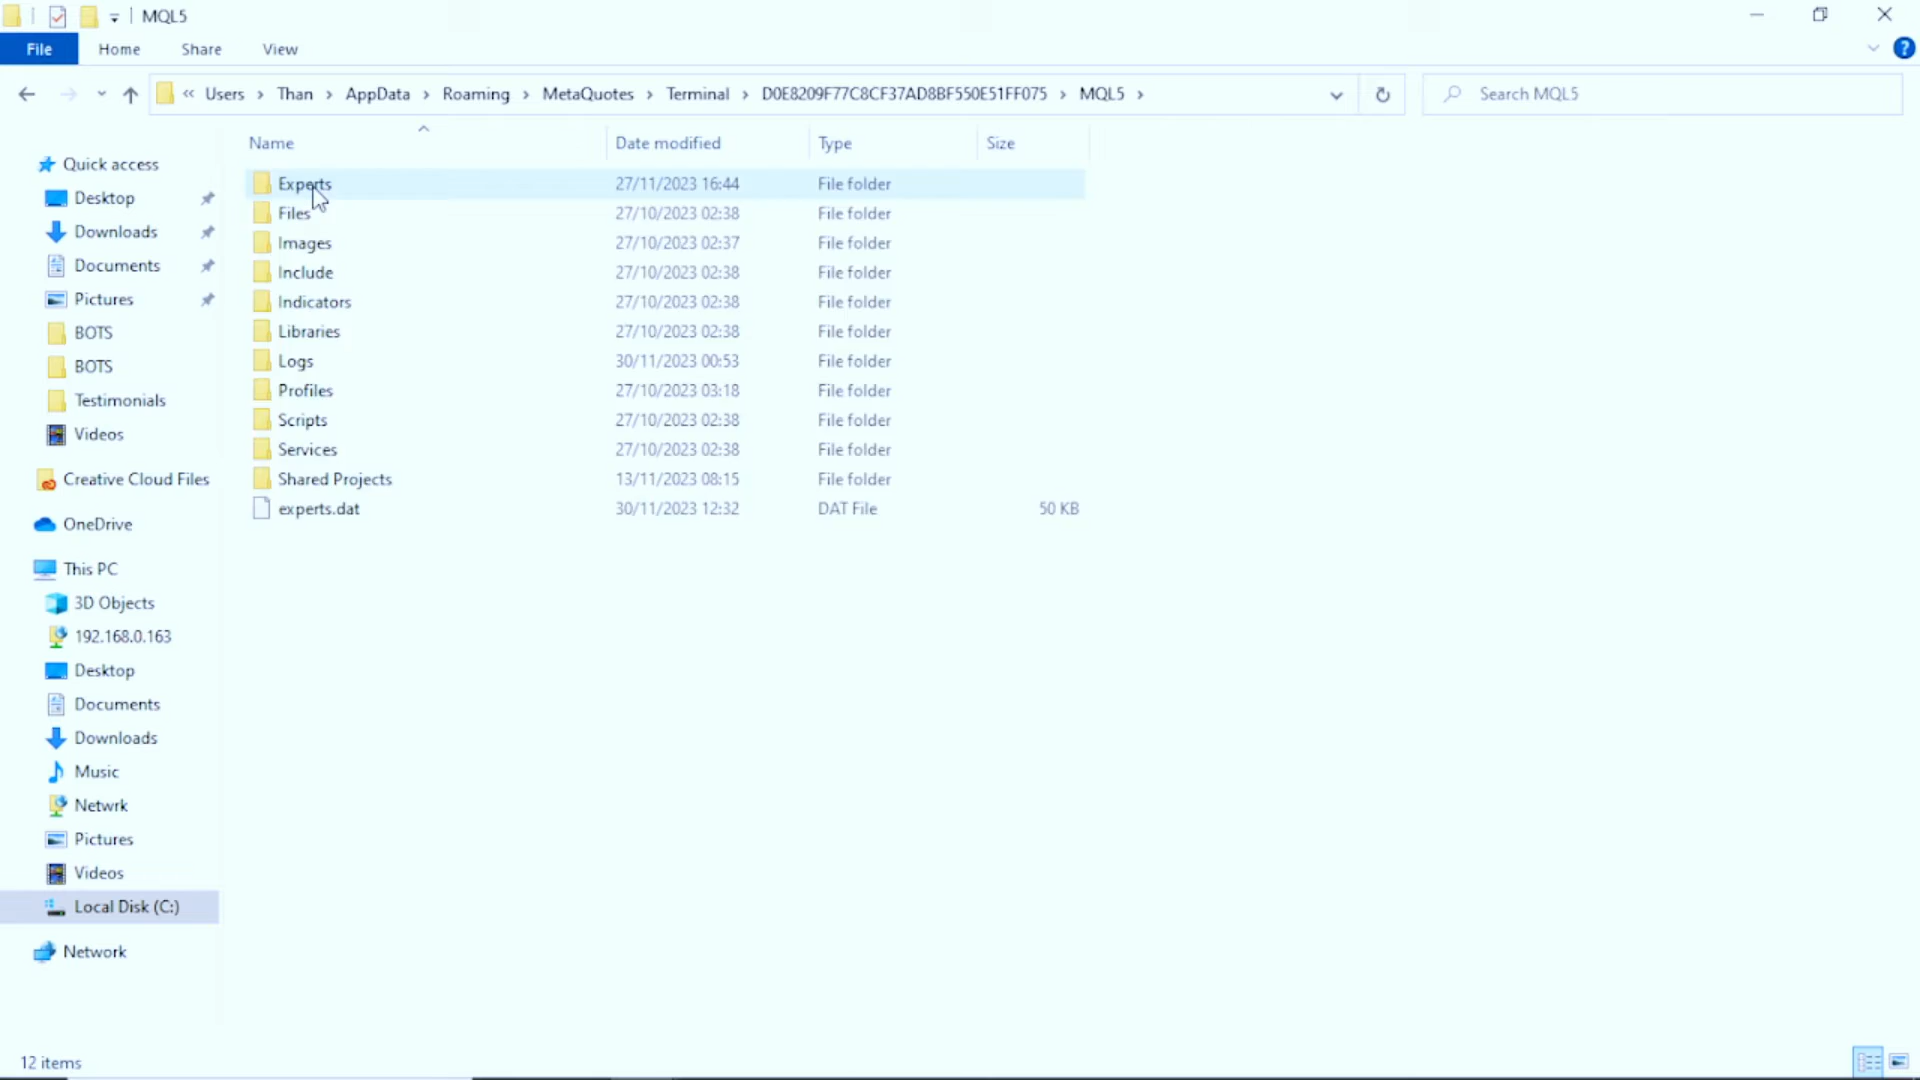 MQL5
File Home Share View
« Users > Than > AppData > Roaming > MetaQuotes > Terminal > D0E8209F77C8CF37AD8BF550E51FF075 > MQL5 >
Search MQL5
Name Date modified Type Size
Quick access
Desktop
Downloads
Documents
Pictures
BOTS
BOTS
Testimonials
Videos
Creative Cloud Files
OneDrive
This PC
3D Objects
192.168.0.163
Desktop
Documents
Downloads
Music
Netwrk
Pictures
Videos
Local Disk (C:)
Network
Experts 27/11/2023 16:44 File folder
Files 27/10/2023 02:38 File folder
Images 27/10/2023 02:37 File folder
Include 27/10/2023 02:38 File folder
Indicators 27/10/2023 02:38 File folder
Libraries 27/10/2023 02:38 File folder
Logs 30/11/2023 00:53 File folder
Profiles 27/10/2023 03:18 File folder
Scripts 27/10/2023 02:38 File folder
Services 27/10/2023 02:38 File folder
Shared Projects 13/11/2023 08:15 File folder
experts.dat 30/11/2023 12:32 DAT File 50 KB
12 items